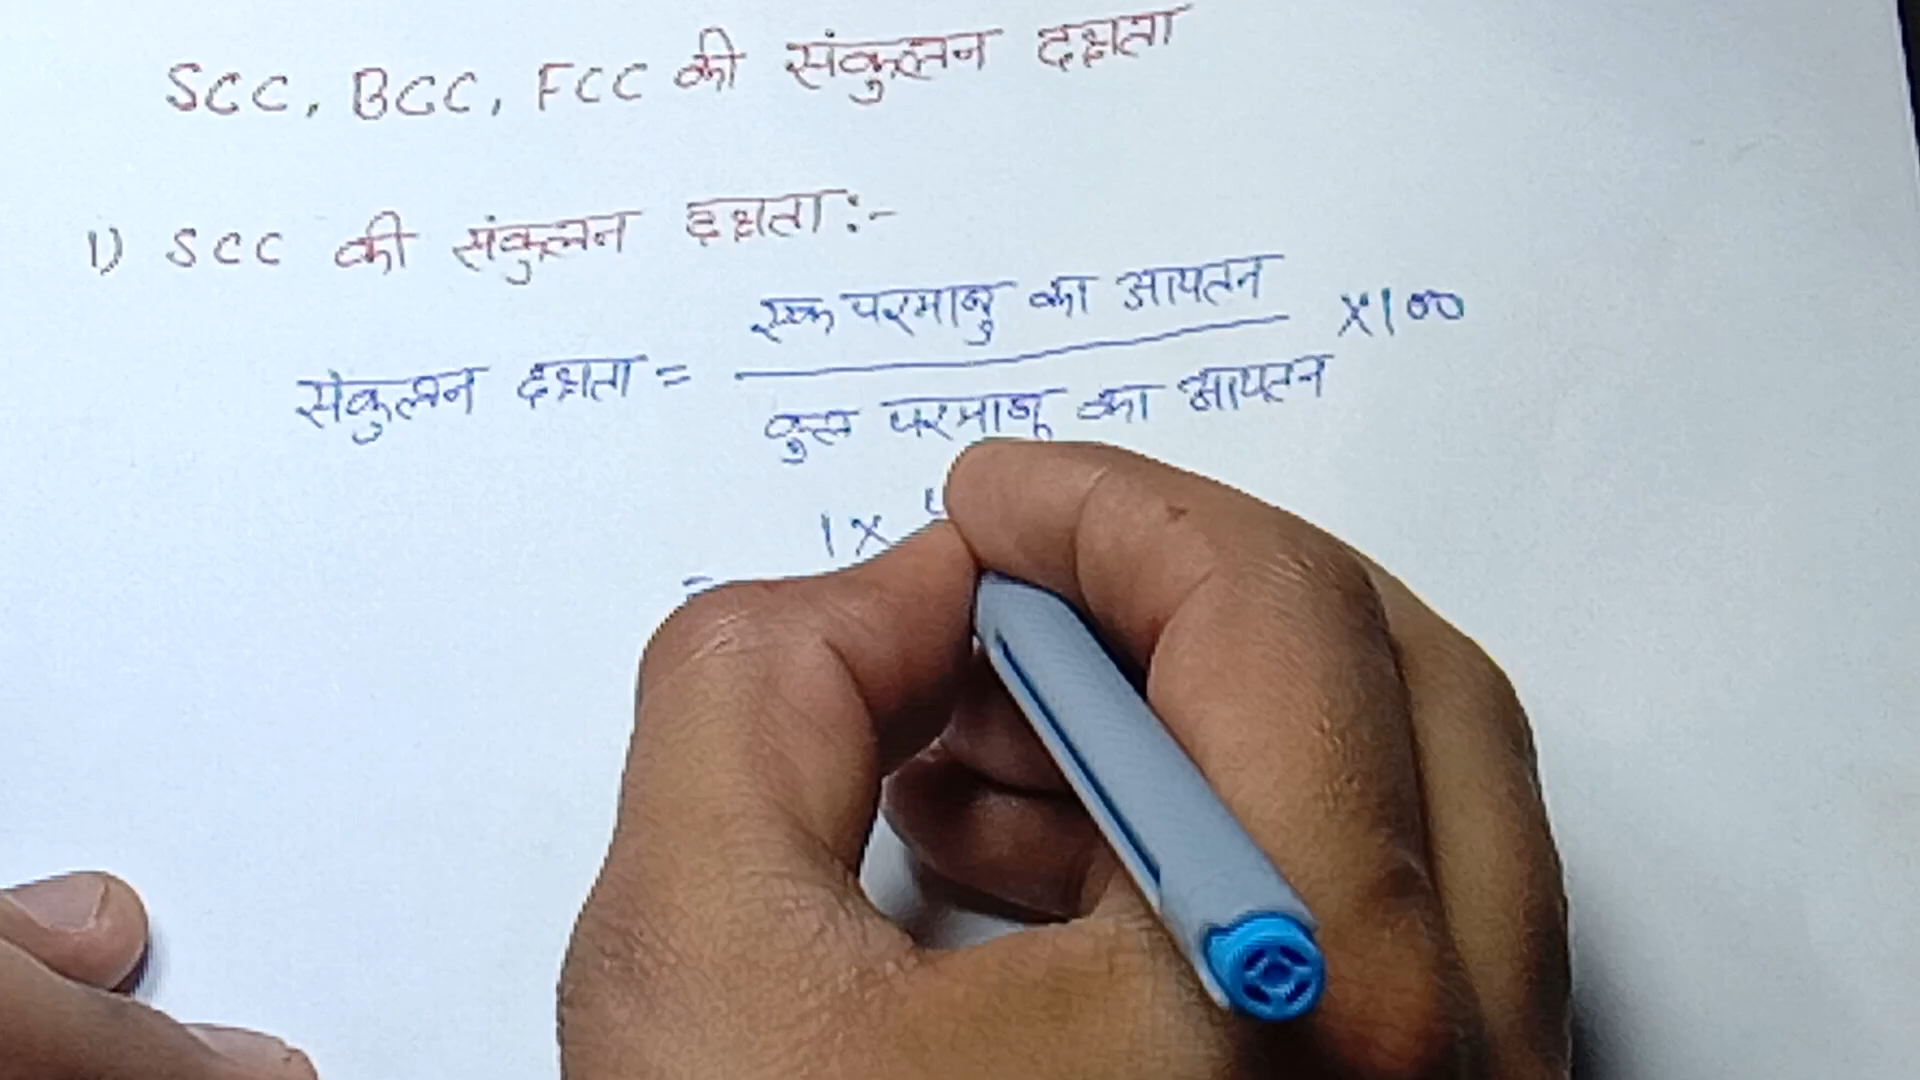 SCC, BCC, FCC की संकुलन दक्षता
1) SCC की संकुलन दक्षता :-
एक परमाणु का आयतन
संकुलन दक्षता = ×100
कुल परमाणु का आयतन
1 ×
=